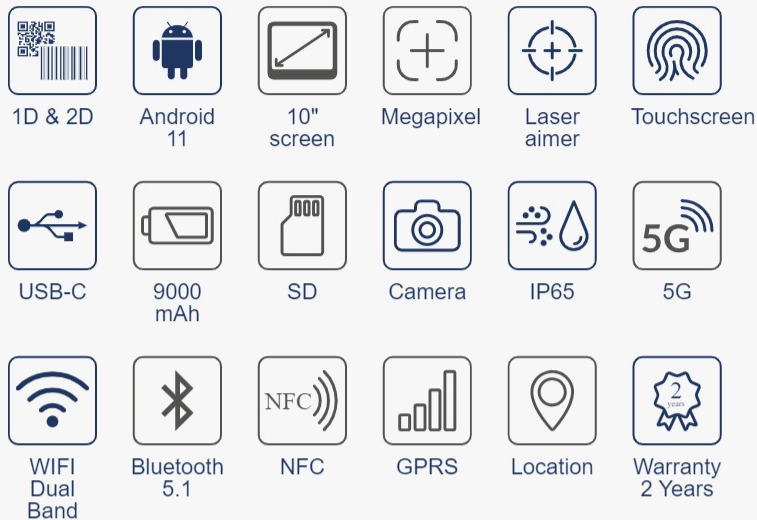 1D & 2D
Android
11
10"
screen
Megapixel
Laser
aimer
Touchscreen
USB-C
9000
mAh
SD
Camera
IP65
5G
5G
NFC
2
years
WIFI
Dual
Band
Bluetooth
5.1
NFC
GPRS
Location
Warranty
2 Years